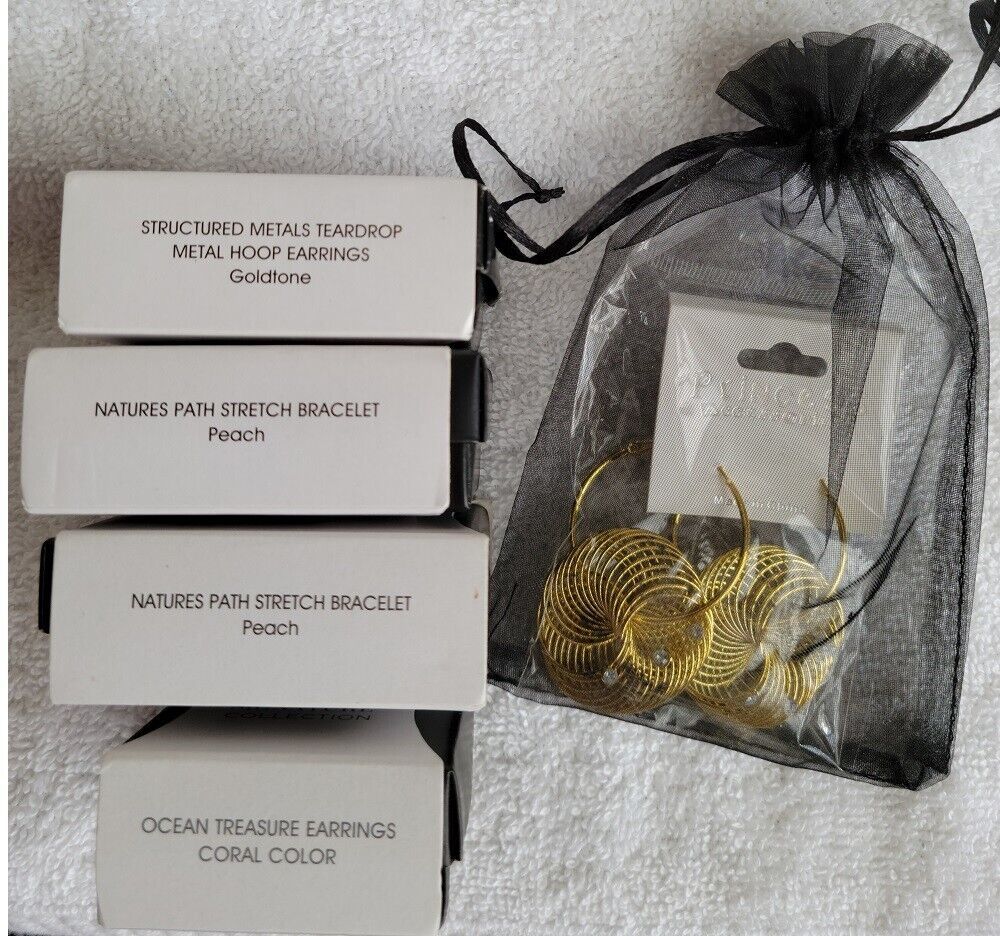 STRUCTURED METALS TEARDROP
METAL HOOP EARRINGS
Goldtone
NATURES PATH STRETCH BRACELET
Peach
NATURES PATH STRETCH BRACELET
Peach
COLLECTION
OCEAN TREASURE EARRINGS
CORAL COLOR